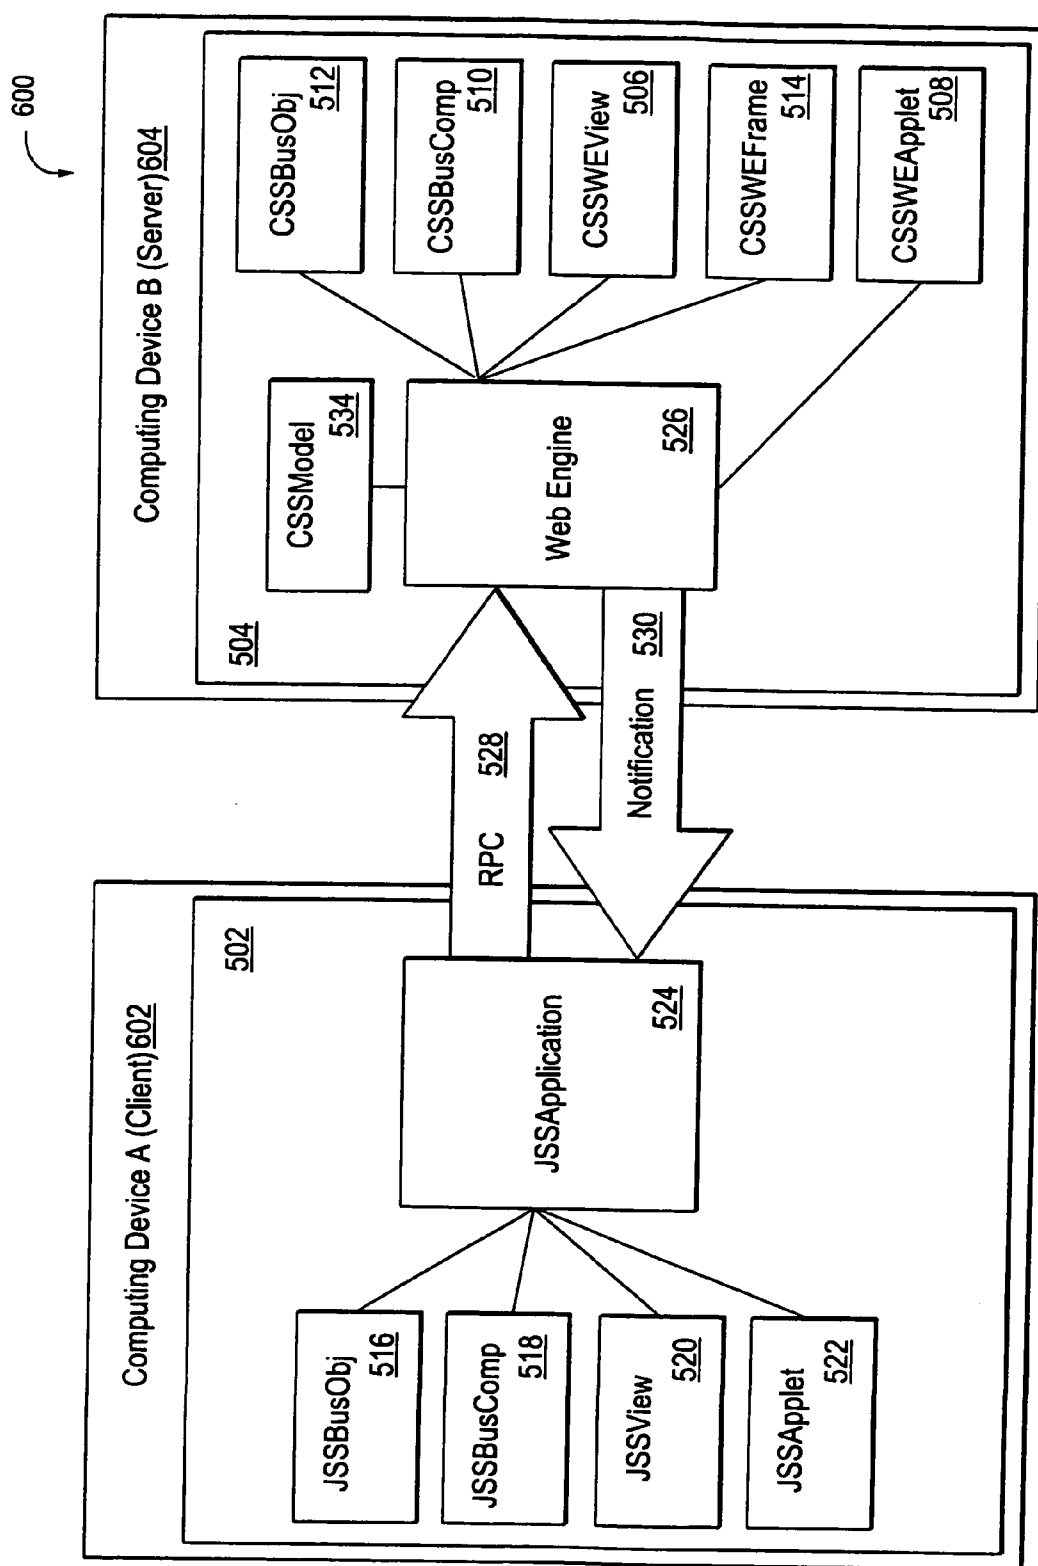 600
Computing Device A (Client)602
502
JSSBusObj
516
JSSBusComp
518
JSSView
520
JSSApplet
522
JSSApplication
524
RPC 528
Notification 530
Computing Device B (Server)604
504
CSSModel
534
Web Engine
526
CSSBusObj
512
CSSBusComp
510
CSSWEView
506
CSSWEFrame
514
CSSWEApplet
508